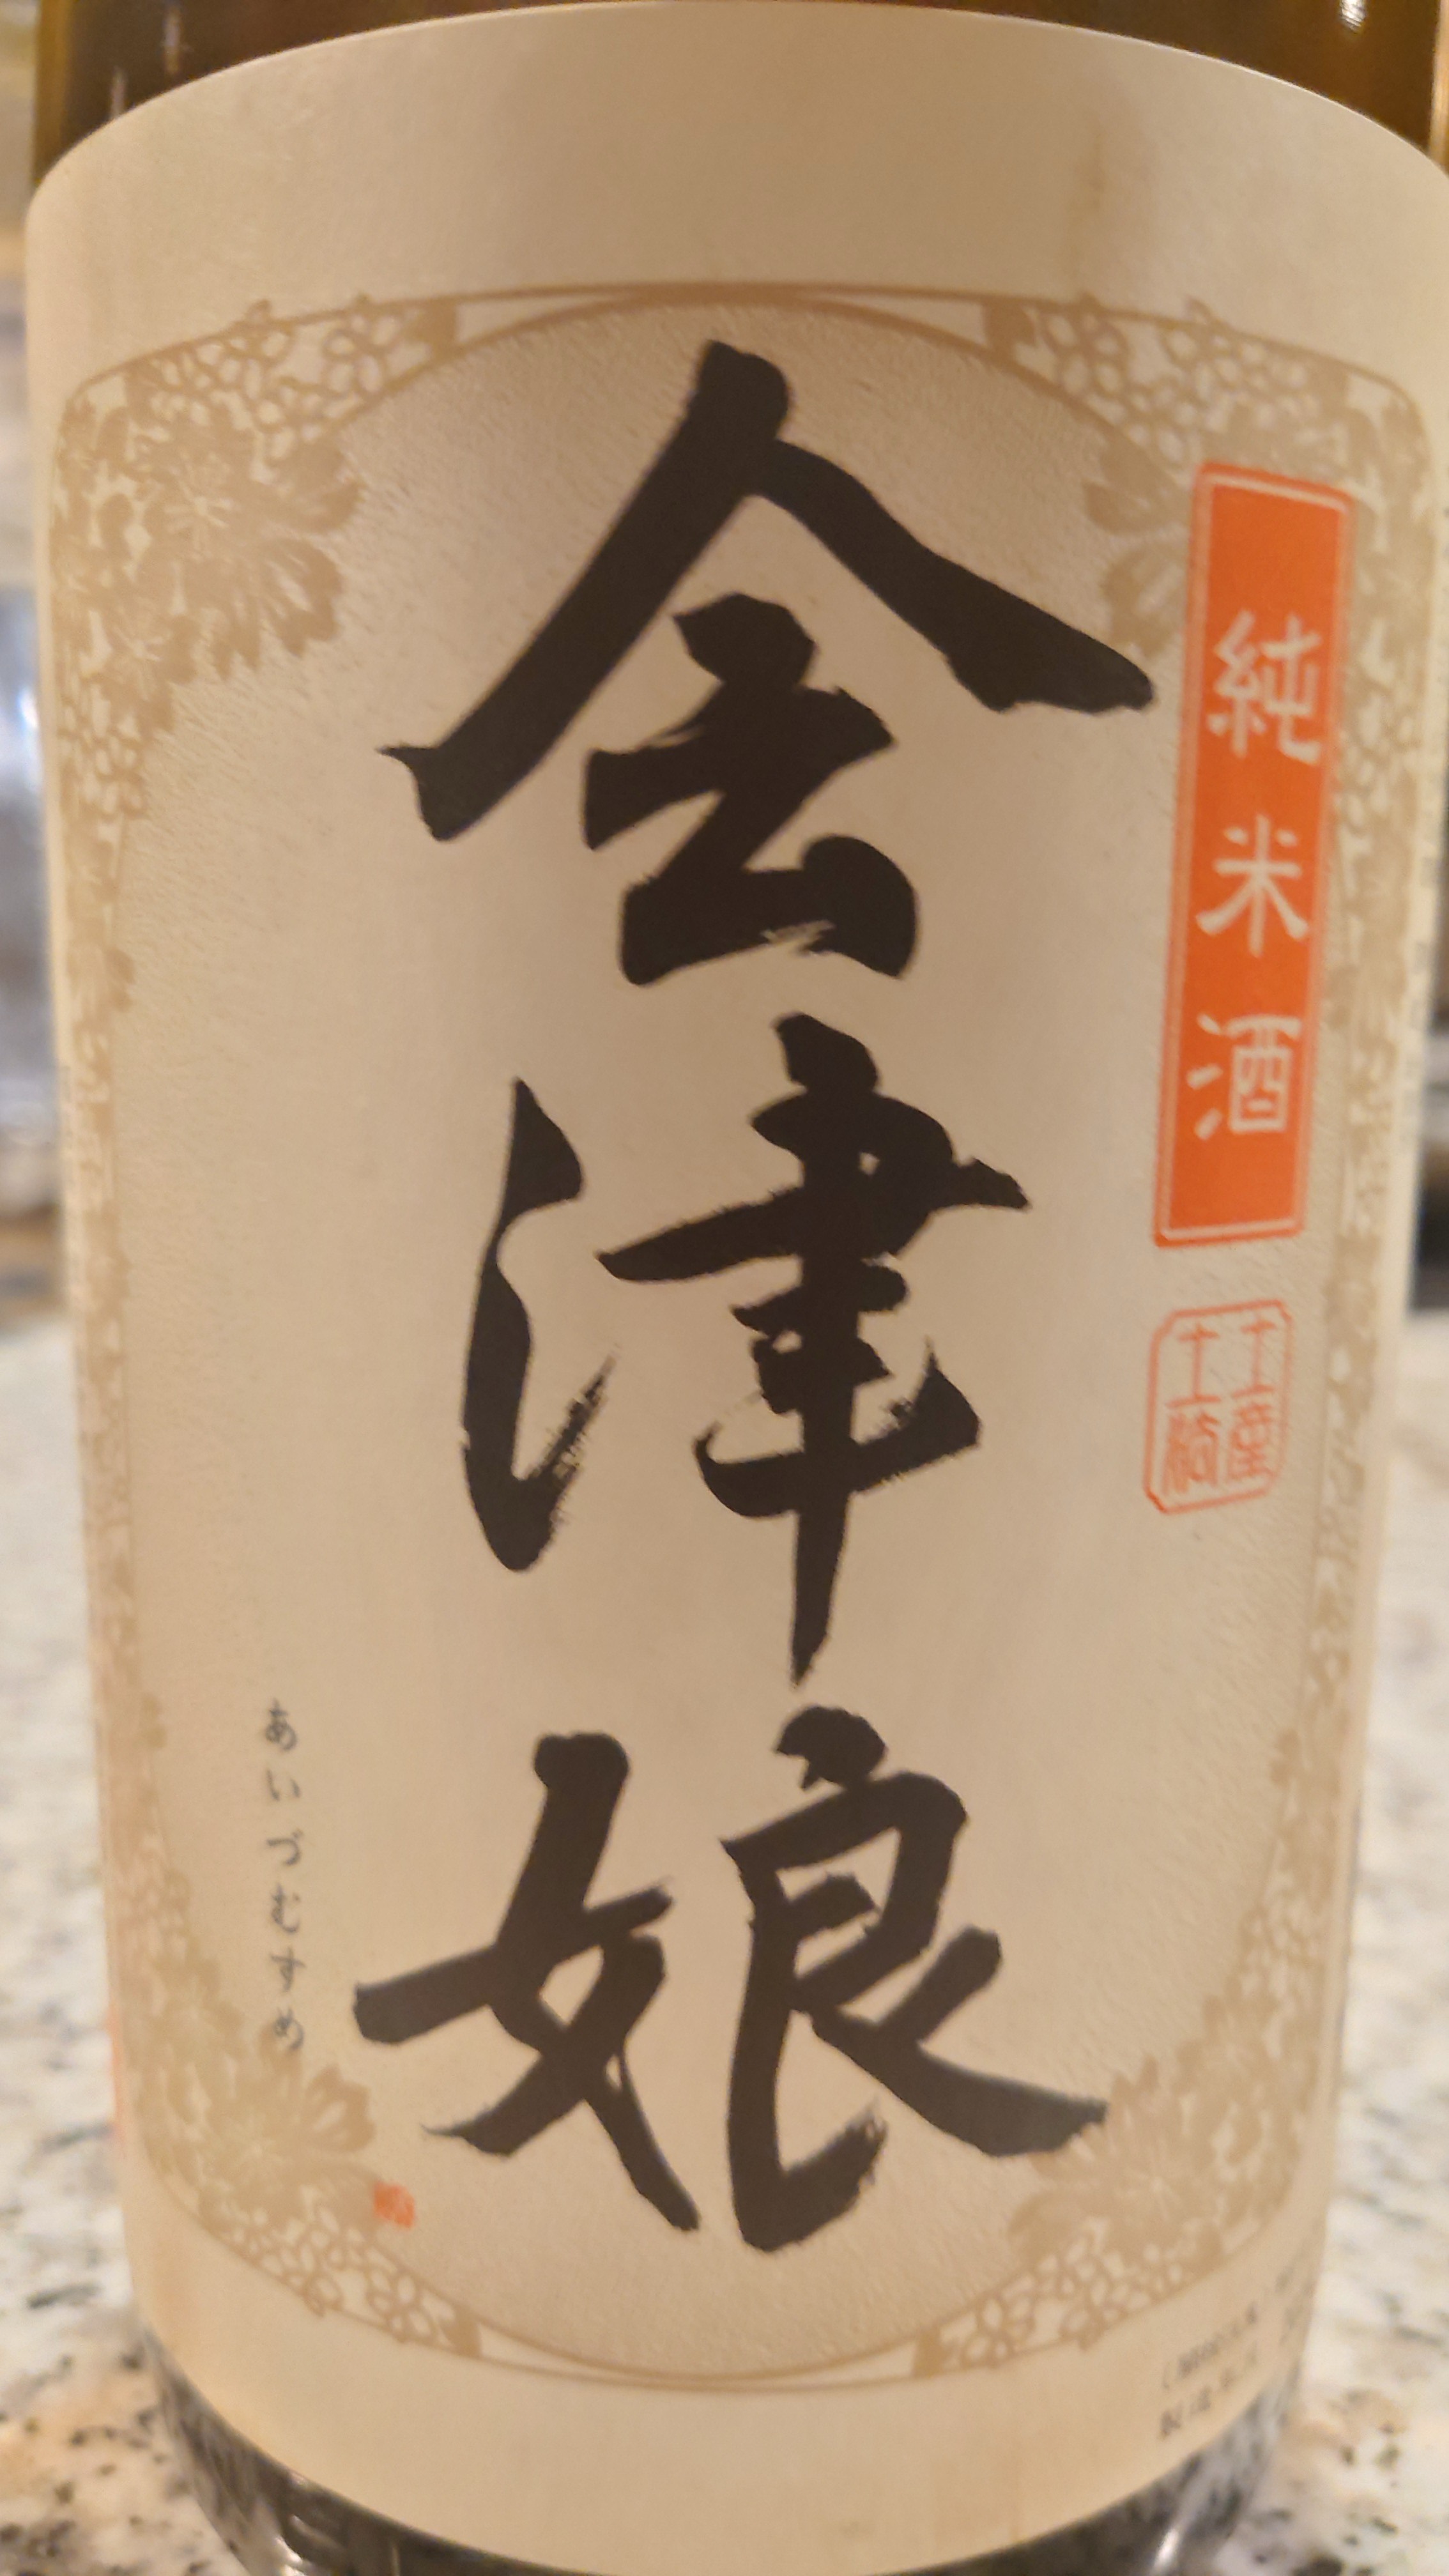 純米酒
土産
土法
会津娘
あいづむすめ